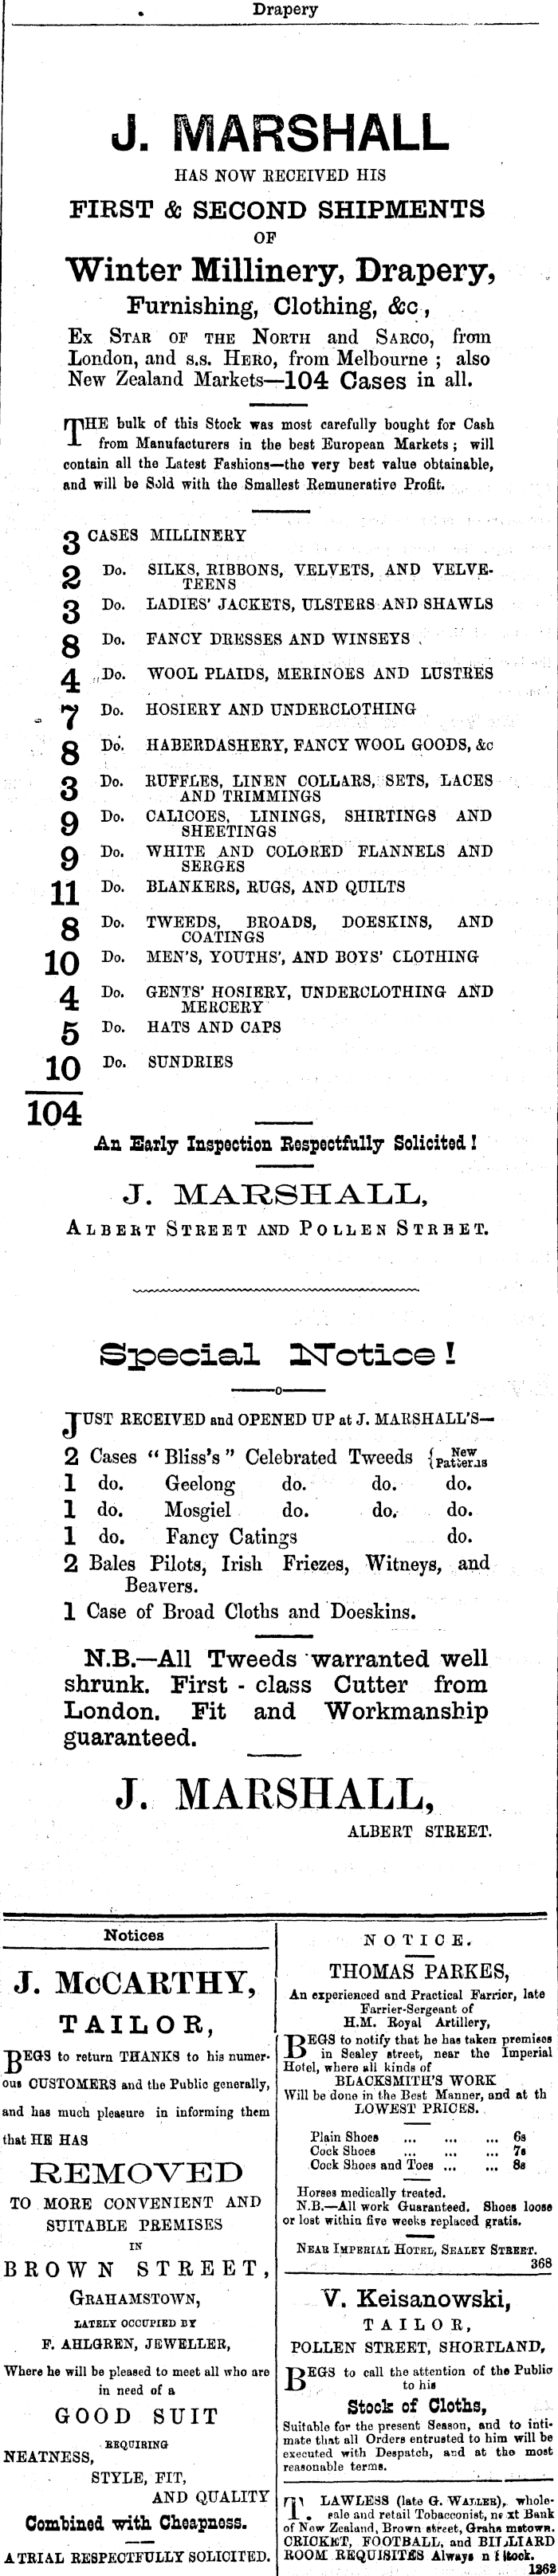 Drapery
J. MARSHALL
HAS NOW RECEIVED HIS
FIRST & SECOND SHIPMENTS
OF
Winter Millinery, Drapery,
Furnishing, Clothing, &c,
Ex STAR OF THE NORTH and SARCO, from
London, and s.s. HERO, from Melbourne ; also
New Zealand Markets—104 Cases in all.
THE bulk of this Stock was most carefully bought for Cash
from Manufacturers in the best European Markets ; will
contain all the Latest Fashions—the very best value obtainable,
and will be Sold with the Smallest Remunerative Profit.
3 CASES MILLINERY
2 Do. SILKS, RIBBONS, VELVETS, AND VELVE-
TEENS
3 Do. LADIES' JACKETS, ULSTERS AND SHAWLS
8 Do. FANCY DRESSES AND WINSEYS
4 Do. WOOL PLAIDS, MERINOES AND LUSTRES
7 Do. HOSIERY AND UNDERCLOTHING
8 Do. HABERDASHERY, FANCY WOOL GOODS, &c
3 Do. RUFFLES, LINEN COLLARS, SETS, LACES
AND TRIMMINGS
9 Do. CALICOES, LININGS, SHIRTINGS AND
SHEETINGS
9 Do. WHITE AND COLORED FLANNELS AND
SERGES
11 Do. BLANKERS, RUGS, AND QUILTS
8 Do. TWEEDS, BROADS, DOESKINS, AND
COATINGS
10 Do. MEN'S, YOUTHS', AND BOYS' CLOTHING
4 Do. GENTS' HOSIERY, UNDERCLOTHING AND
MERCERY
5 Do. HATS AND CAPS
10 Do. SUNDRIES
104
An Early Inspection Respectfully Solicited !
J. MARSHALL,
ALBERT STREET AND POLLEN STREET.
Special Notice !
—o—
JUST RECEIVED and OPENED UP at J. MARSHALL'S—
2 Cases "Bliss's" Celebrated Tweeds { New Patterns
1 do. Geelong do. do. do.
1 do. Mosgiel do. do. do.
1 do. Fancy Catings do.
2 Bales Pilots, Irish Friezes, Witneys, and
Beavers.
1 Case of Broad Cloths and Doeskins.
N.B.—All Tweeds warranted well
shrunk. First-class Cutter from
London. Fit and Workmanship
guaranteed.
J. MARSHALL,
ALBERT STREET.
Notices
J. McCARTHY,
TAILOR,
BEGS to return THANKS to his numer-
ous CUSTOMERS and the Public generally,
and has much pleasure in informing them
that HE HAS
REMOVED
TO MORE CONVENIENT AND
SUITABLE PREMISES
IN
BROWN STREET,
GRAHAMSTOWN,
LATELY OCCUPIED BY
F. AHLGREN, JEWELLER,
Where he will be pleased to meet all who are
in need of a
GOOD SUIT
REQUIRING
NEATNESS,
STYLE, FIT,
AND QUALITY
Combined with Cheapness.
A TRIAL RESPECTFULLY SOLICITED.
NOTICE.
THOMAS PARKES,
An experienced and Practical Farrier, late
Farrier-Sergeant of
H.M. Royal Artillery,
BEGS to notify that he has taken premises
in Sealey street, near the Imperial
Hotel, where all kinds of
BLACKSMITH'S WORK
Will be done in the Best Manner, and at th
LOWEST PRICES.
Plain Shoes ... ... ... 6s
Cock Shoes ... ... ... 7s
Cock Shoes and Toes ... ... 8s
Horses medically treated.
N.B.—All work Guaranteed. Shoes loose
or lost within five weeks replaced gratis.
NEAR IMPERIAL HOTEL, SEALEY STREET.
368
V. Keisanowski,
TAILOR,
POLLEN STREET, SHORTLAND,
BEGS to call the attention of the Public
to his
Stock of Cloths,
Suitable for the present Season, and to inti-
mate that all Orders entrusted to him will be
executed with Despatch, and at the most
reasonable terms.
T. LAWLESS (late G. WALLER), whole-
sale and retail Tobacconist, next Bank
of New Zealand, Brown street, Grahamstown.
CRICKET, FOOTBALL, and BILLIARD
ROOM REQUISITES Always in Stock.
1262